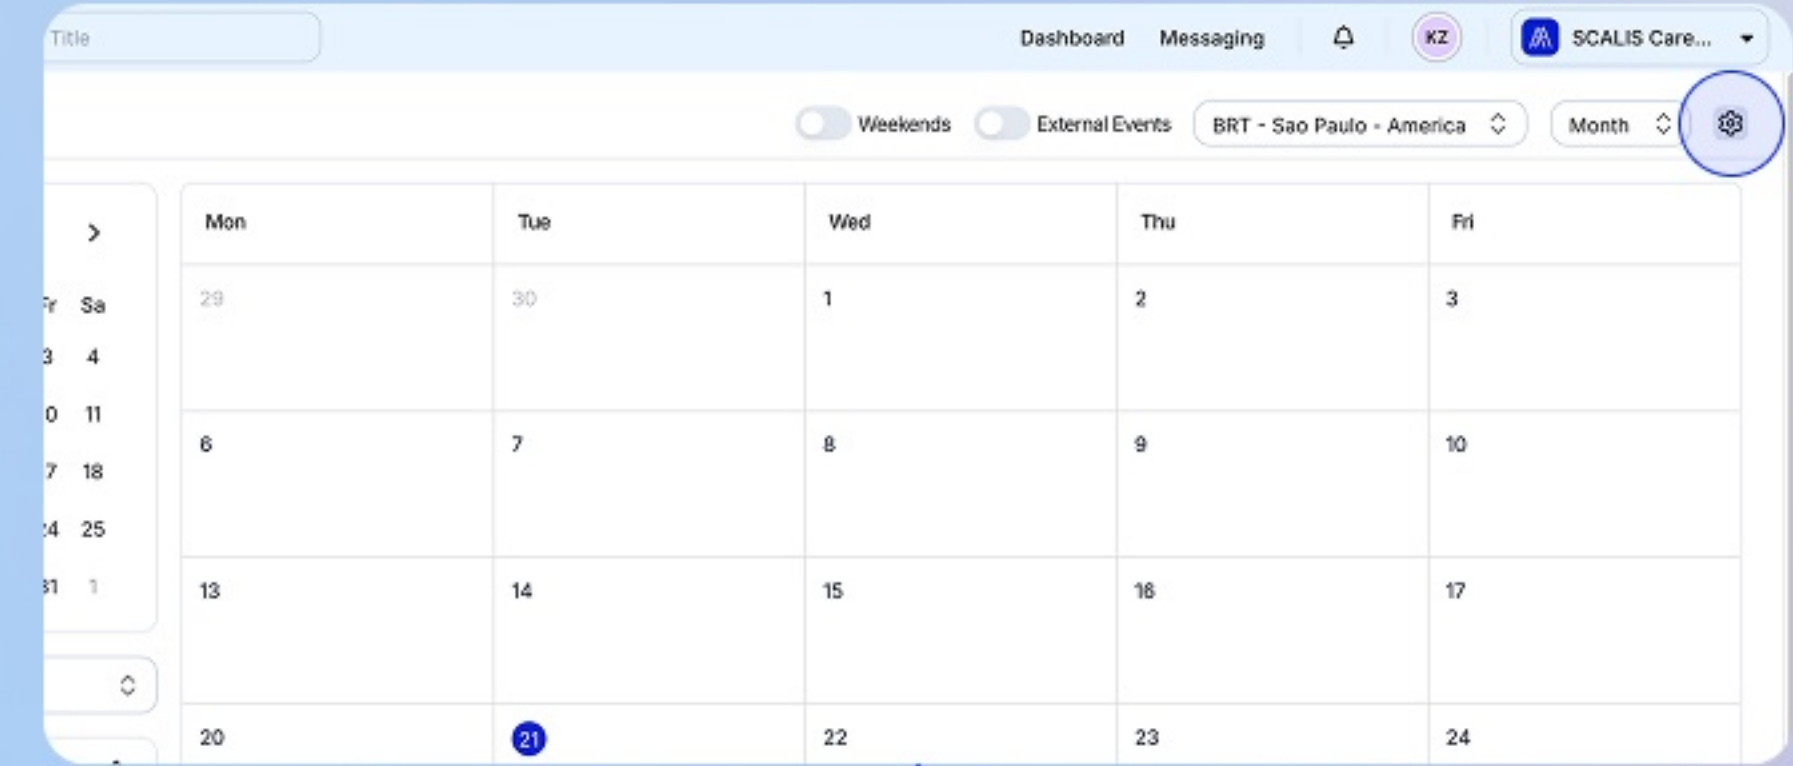 Title
Dashboard Messaging KZ SCALIS Care...
Weekends External Events BRT - Sao Paulo - America Month
Mon Tue Wed Thu Fri
Sa
29 30 1 2 3
4
11
6 7 8 9 10
18
25
1
13 14 15 16 17
20 21 22 23 24